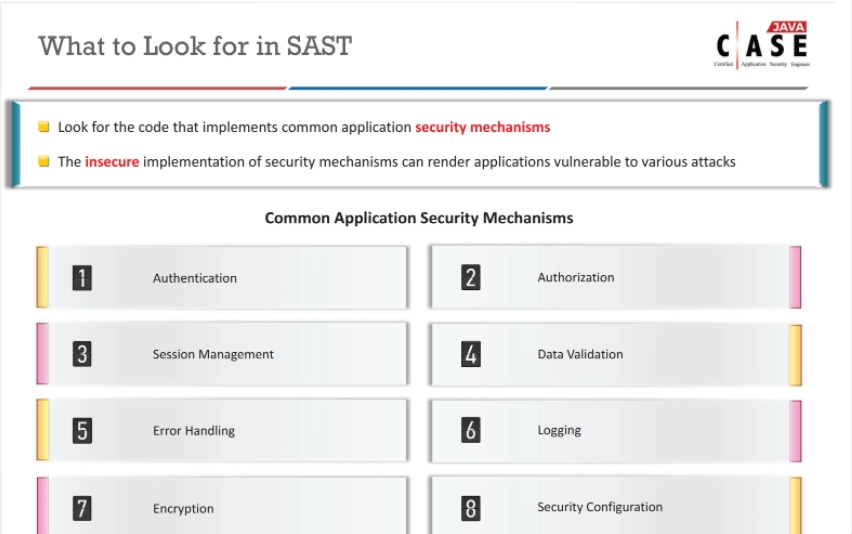 What to Look for in SAST
JAVA
CASE
Certified Application Security Engineer
Look for the code that implements common application security mechanisms
The insecure implementation of security mechanisms can render applications vulnerable to various attacks
Common Application Security Mechanisms
1 Authentication
2 Authorization
3 Session Management
4 Data Validation
5 Error Handling
6 Logging
7 Encryption
8 Security Configuration